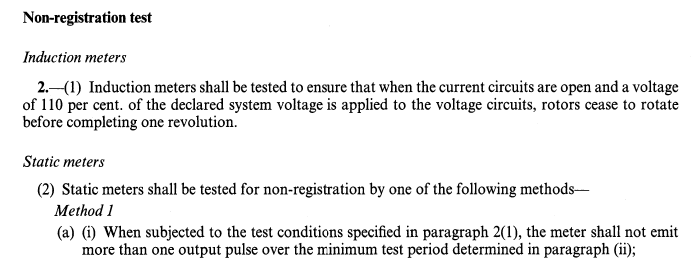 Non-registration test
Induction meters
2.—(1) Induction meters shall be tested to ensure that when the current circuits are open and a voltage
of 110 per cent. of the declared system voltage is applied to the voltage circuits, rotors cease to rotate
before completing one revolution.
Static meters
(2) Static meters shall be tested for non-registration by one of the following methods—
Method 1
(a) (i) When subjected to the test conditions specified in paragraph 2(1), the meter shall not emit
more than one output pulse over the minimum test period determined in paragraph (ii);